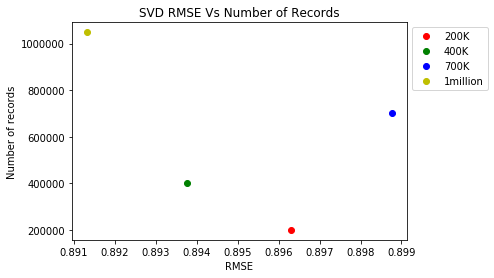 SVD RMSE Vs Number of Records
1000000
800000
600000
400000
200000
Number of records
0.891 0.892 0.893 0.894 0.895 0.896 0.897 0.898 0.899
RMSE
200K
400K
700K
1million